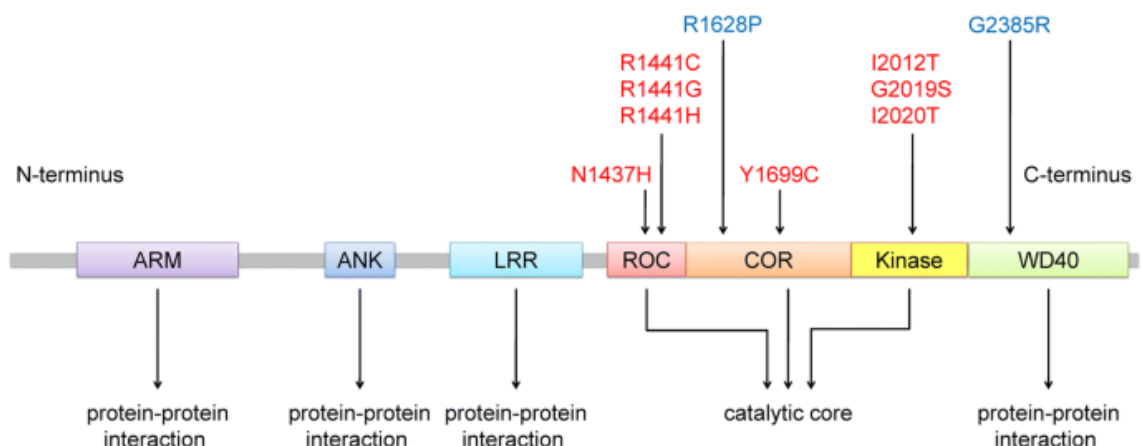 R1628P
G2385R
R1441C
R1441G
R1441H
I2012T
G2019S
I2020T
N-terminus
N1437H
Y1699C
C-terminus
ARM
ANK
LRR
ROC
COR
Kinase
WD40
protein-protein
interaction
protein-protein
interaction
protein-protein
interaction
catalytic core
protein-protein
interaction